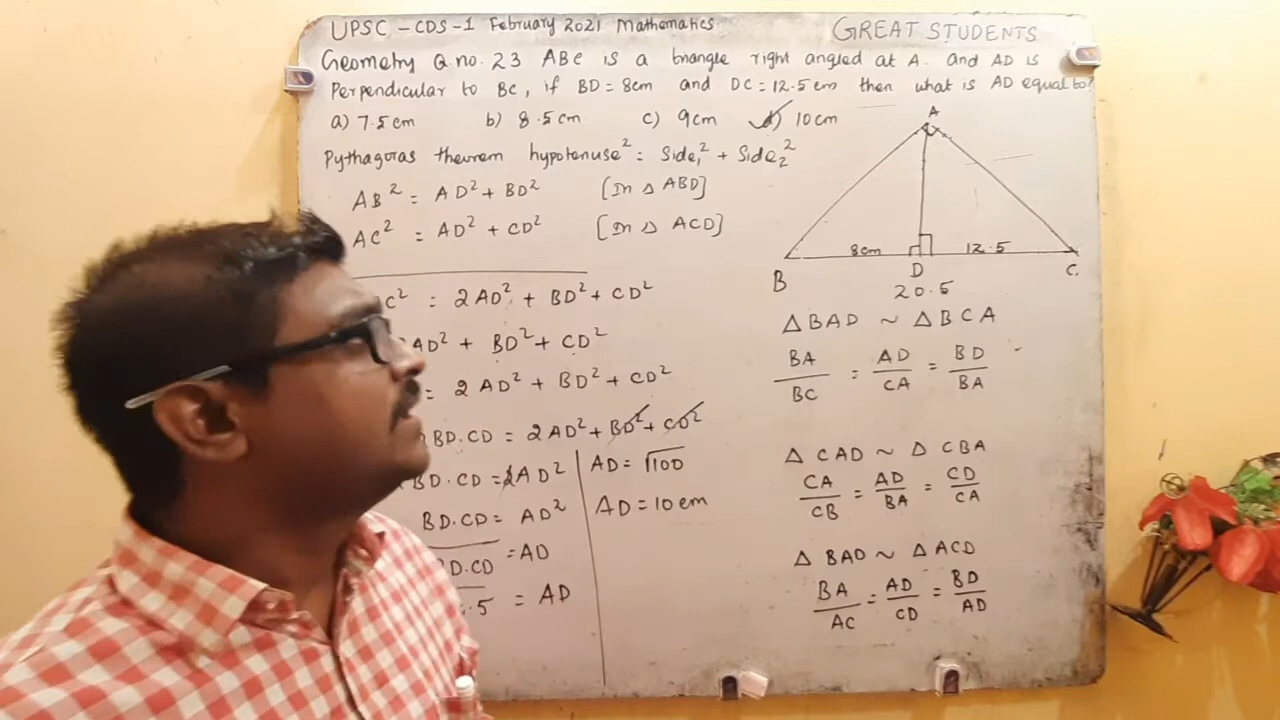 UPSC - CDS-1 February 2021 Mathematics
GREAT STUDENTS
Geometry Q.no. 23 ABC is a triangle right angled at A. and AD is
Perpendicular to BC, if BD = 8cm and DC = 12.5 cm then what is AD equal to?
a) 7.5 cm b) 8.5 cm c) 9cm d) 10 cm
Pythagoras theorem hypotenuse² = Side₁² + Side₂²
AB² = AD² + BD² [In △ ABD]
AC² = AD² + CD² [In △ ACD]
C² = 2AD² + BD² + CD²
AD² + BD² + CD²
= 2AD² + BD² + CD²
BD.CD = 2AD² + BD² + CD²
BD.CD = 2AD²
BD.CD = AD²
D.CD = AD
.5 = AD
AD = √100
AD = 10 cm
A
8cm 12.5
B D C
20.5
△ BAD ~ △ BCA
BA/BC = AD/CA = BD/BA
△ CAD ~ △ CBA
CA/CB = AD/BA = CD/CA
△ BAD ~ △ ACD
BA/AC = AD/CD = BD/AD